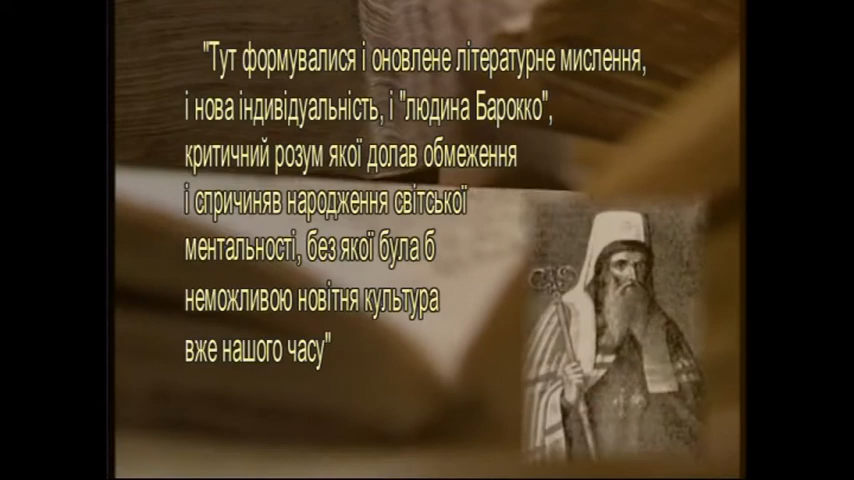 "Тут формувалися і оновлене літературне мислення,
і нова індивідуальність, і "людина Барокко",
критичний розум якої долав обмеження
і спричиняв народження світської
ментальності, без якої була б
неможливою новітня культура
вже нашого часу"